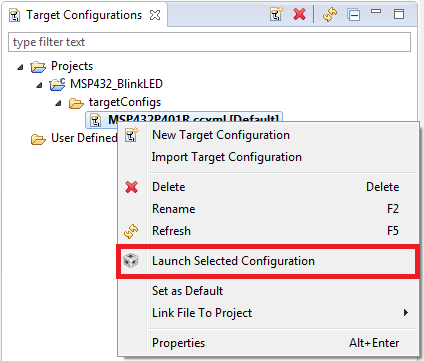 Target Configurations
type filter text
Projects
MSP432_BlinkLED
targetConfigs
MSP432P401R.ccxml [Default]
User Defined
New Target Configuration
Import Target Configuration
Delete Delete
Rename F2
Refresh F5
Launch Selected Configuration
Set as Default
Link File To Project
Properties Alt+Enter